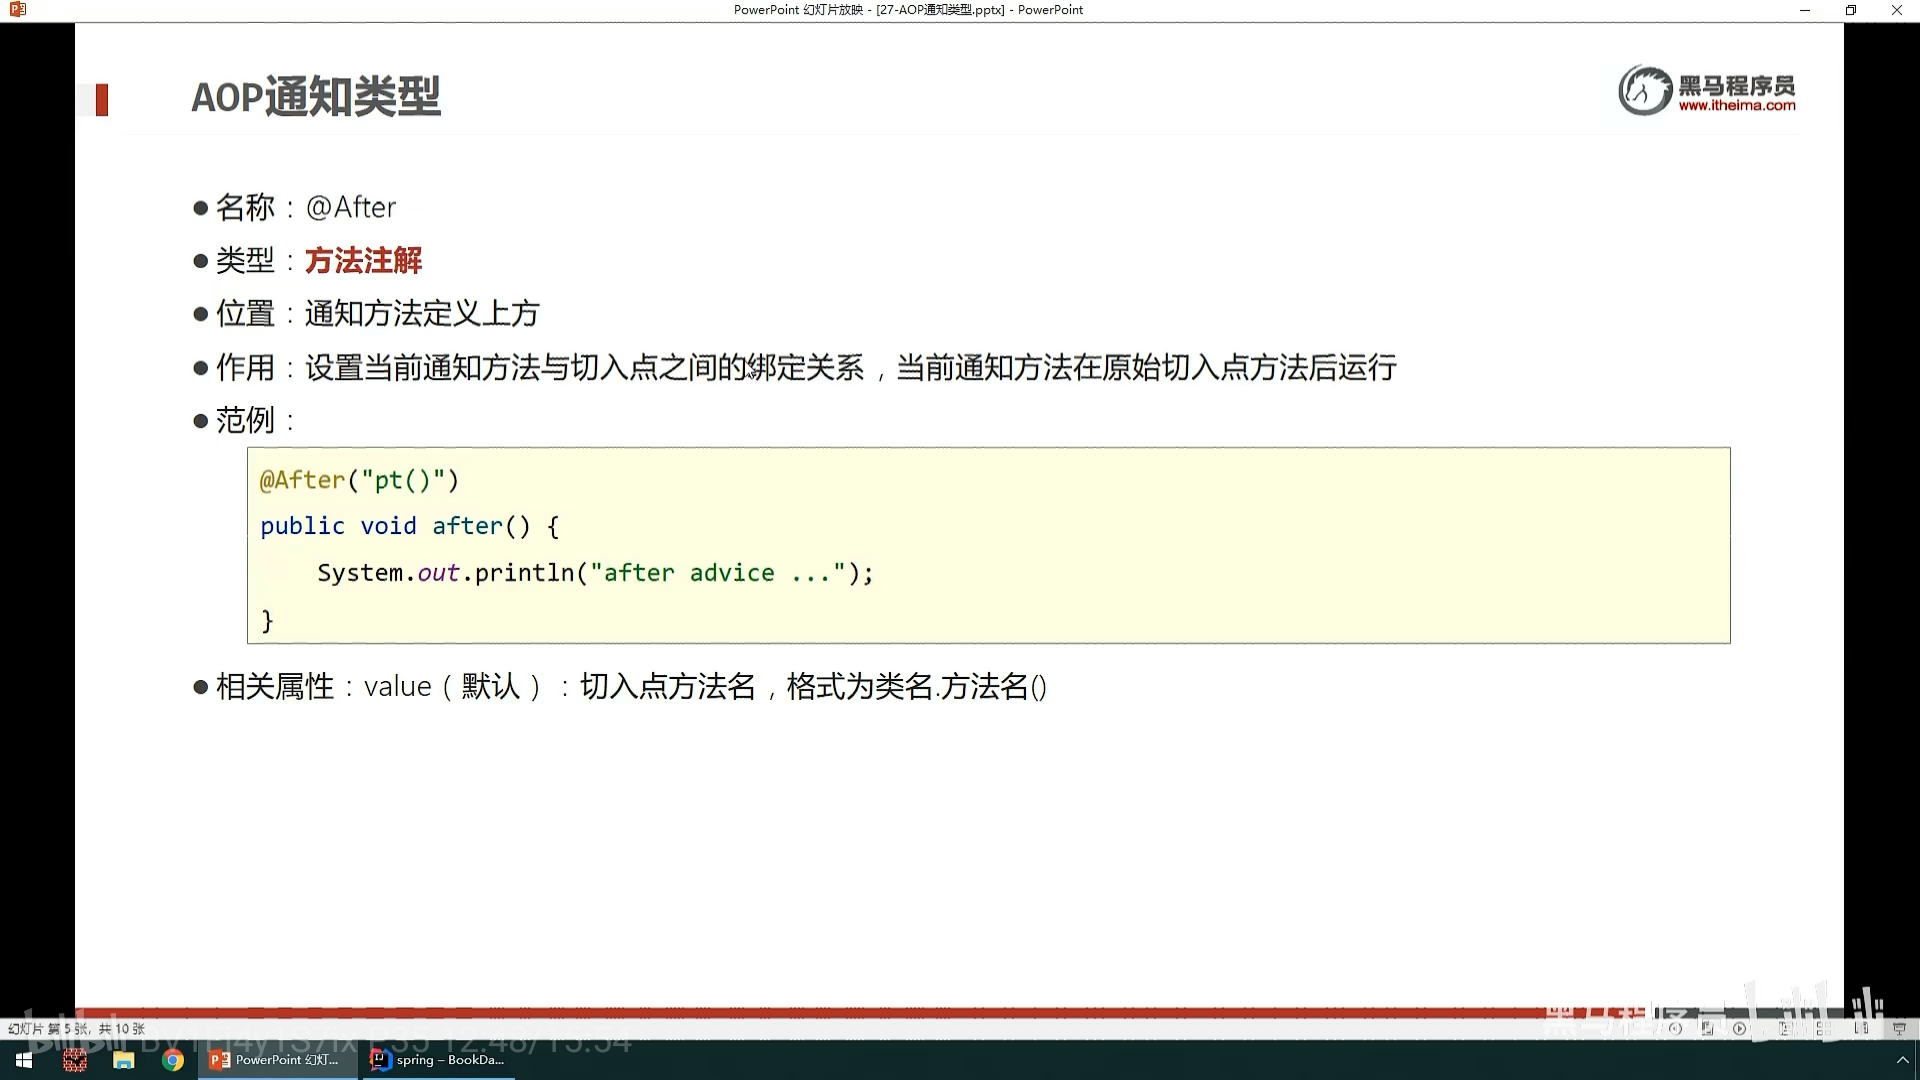 PowerPoint 幻灯片放映 - [27-AOP通知类型.pptx] - PowerPoint
AOP通知类型
黑马程序员
www.itheima.com
● 名称：@After
● 类型：方法注解
● 位置：通知方法定义上方
● 作用：设置当前通知方法与切入点之间的绑定关系，当前通知方法在原始切入点方法后运行
● 范例：
@After("pt()")
public void after() {
    System.out.println("after advice ...");
}
● 相关属性：value（默认）：切入点方法名，格式为类名.方法名()
黑马程序员
bilibili
幻灯片 第 5 张，共 10 张
12:48/15:54
PowerPoint 幻灯...
spring – BookDa...